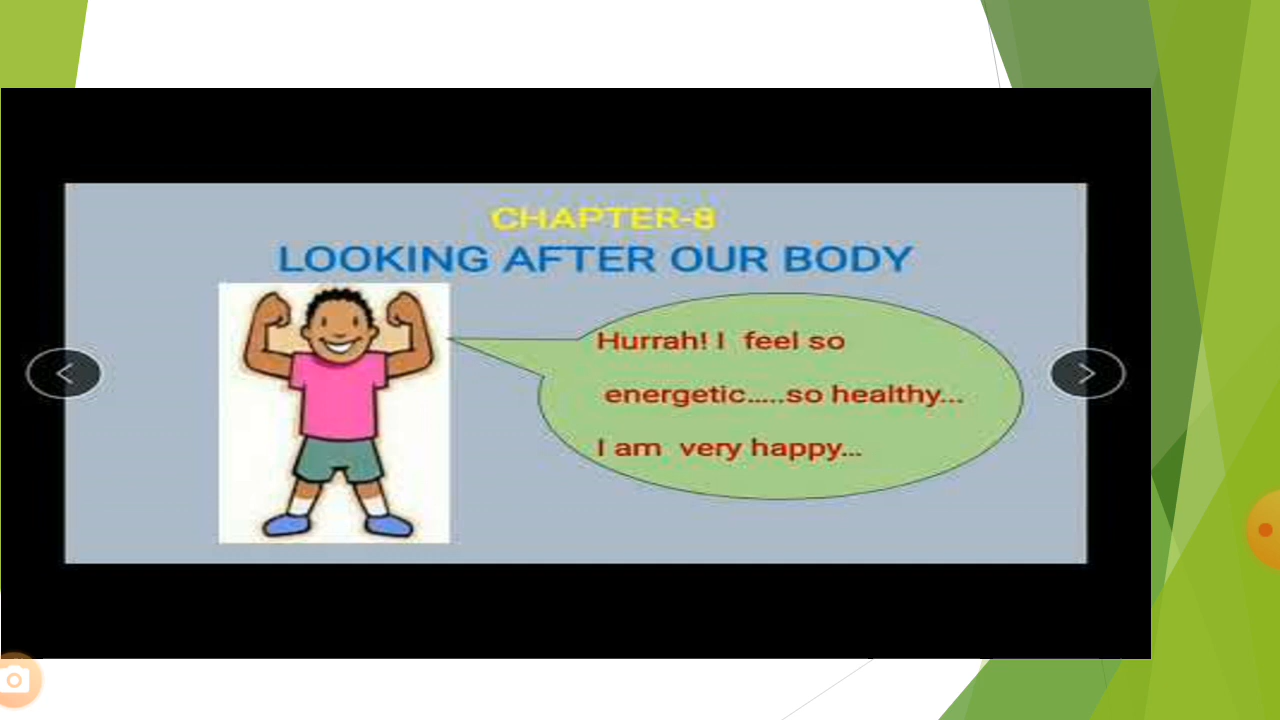 CHAPTER-8
LOOKING AFTER OUR BODY
Hurrah! I feel so
energetic.....so healthy...
I am very happy...